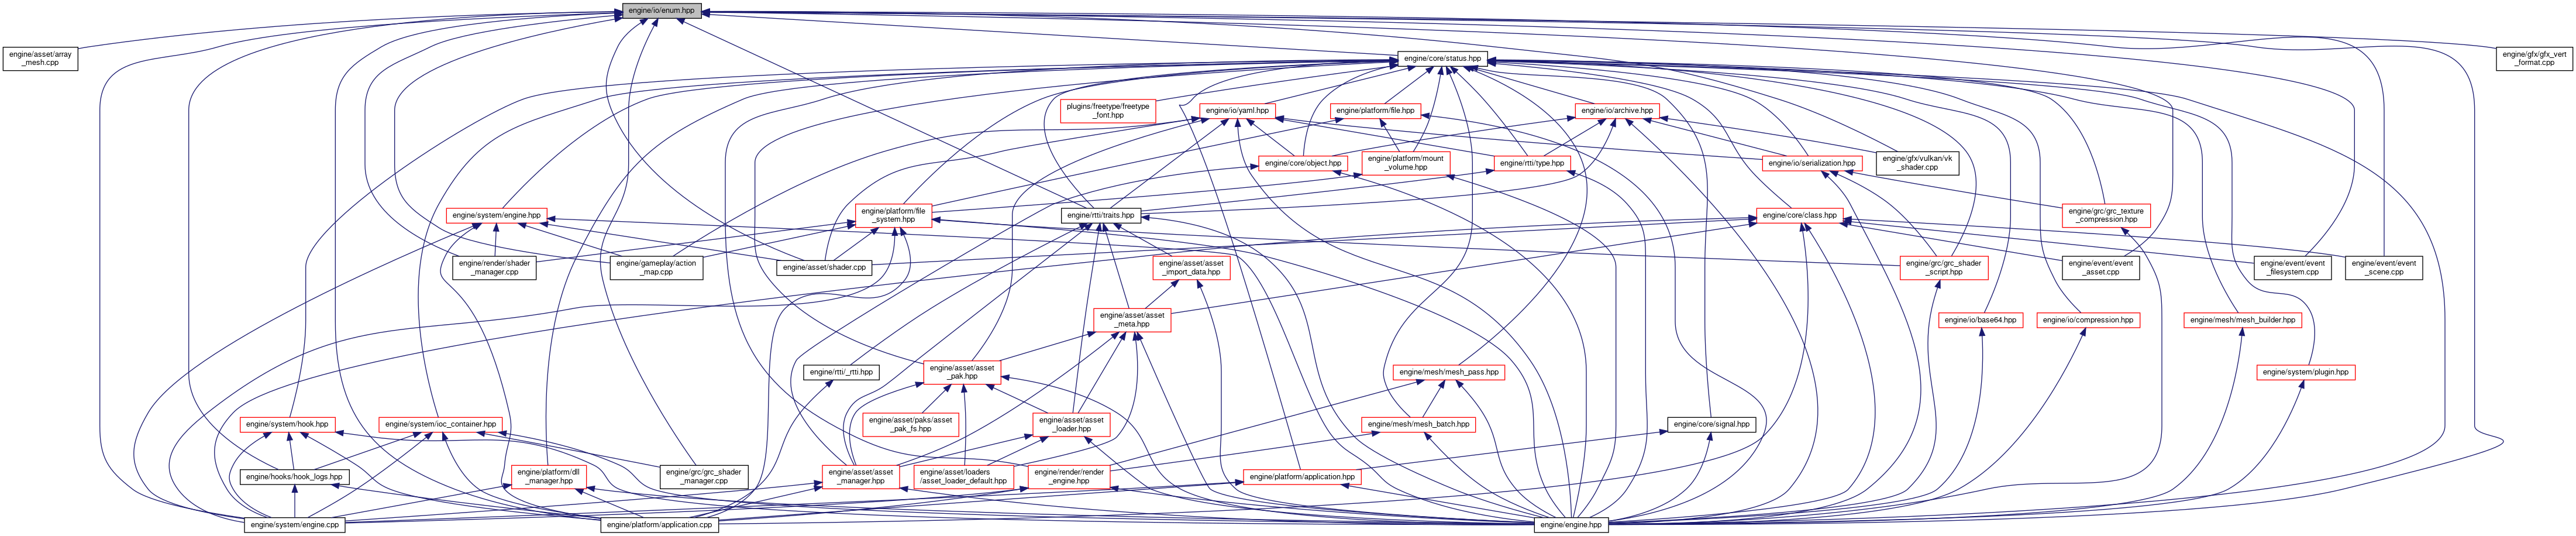 engine/io/enum.hpp
engine/asset/array
_mesh.cpp
engine/core/status.hpp
engine/gfx/gfx_vert
_format.cpp
plugins/freetype/freetype
_font.hpp
engine/io/yaml.hpp
engine/platform/file.hpp
engine/io/archive.hpp
engine/core/object.hpp
engine/platform/mount
_volume.hpp
engine/rtti/type.hpp
engine/io/serialization.hpp
engine/gfx/vulkan/vk
_shader.cpp
engine/system/engine.hpp
engine/platform/file
_system.hpp
engine/rtti/traits.hpp
engine/core/class.hpp
engine/grc/grc_texture
_compression.hpp
engine/render/shader
_manager.cpp
engine/gameplay/action
_map.cpp
engine/asset/shader.cpp
engine/asset/asset
_import_data.hpp
engine/grc/grc_shader
_script.hpp
engine/event/event
_asset.cpp
engine/event/event
_filesystem.cpp
engine/event/event
_scene.cpp
engine/asset/asset
_meta.hpp
engine/io/base64.hpp
engine/io/compression.hpp
engine/mesh/mesh_builder.hpp
engine/rtti/_rtti.hpp
engine/asset/asset
_pak.hpp
engine/mesh/mesh_pass.hpp
engine/system/plugin.hpp
engine/system/hook.hpp
engine/system/ioc_container.hpp
engine/asset/paks/asset
_pak_fs.hpp
engine/asset/asset
_loader.hpp
engine/mesh/mesh_batch.hpp
engine/core/signal.hpp
engine/hooks/hook_logs.hpp
engine/platform/dll
_manager.hpp
engine/grc/grc_shader
_manager.cpp
engine/asset/asset
_manager.hpp
engine/asset/loaders
/asset_loader_default.hpp
engine/render/render
_engine.hpp
engine/platform/application.hpp
engine/system/engine.cpp
engine/platform/application.cpp
engine/engine.hpp